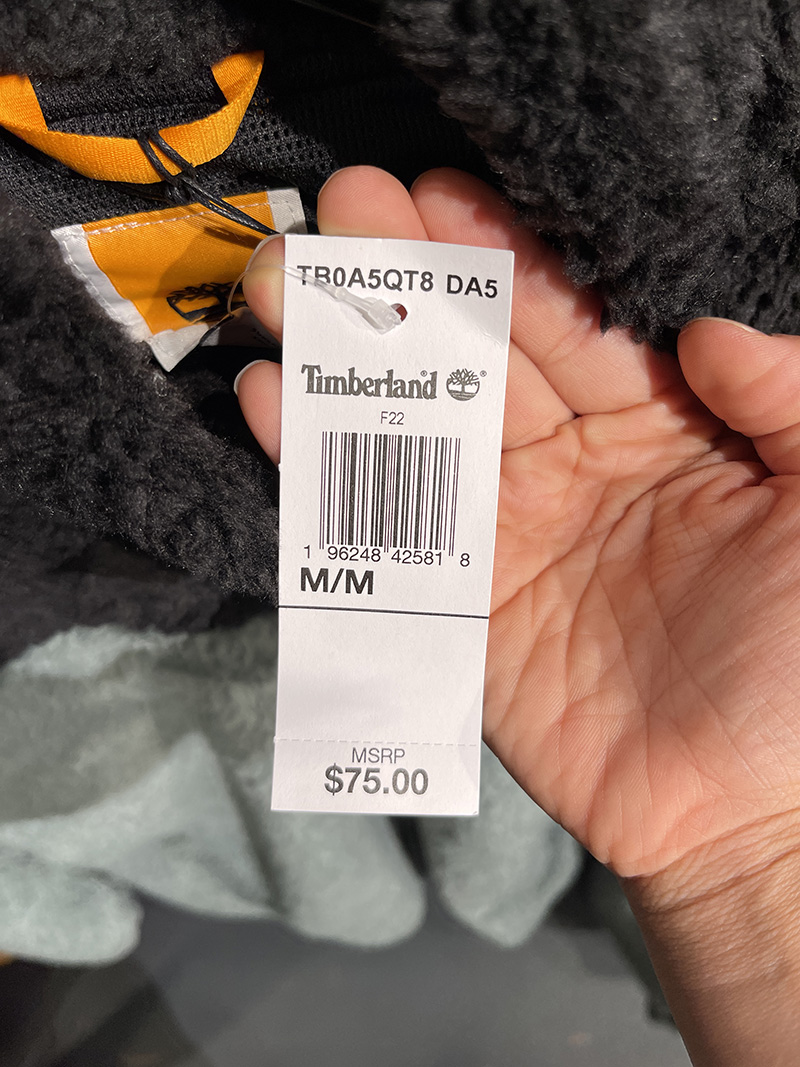 TB0A5QT8 DA5
Timberland® ®
F22
1 96248 42581 8
M/M
MSRP
$75.00